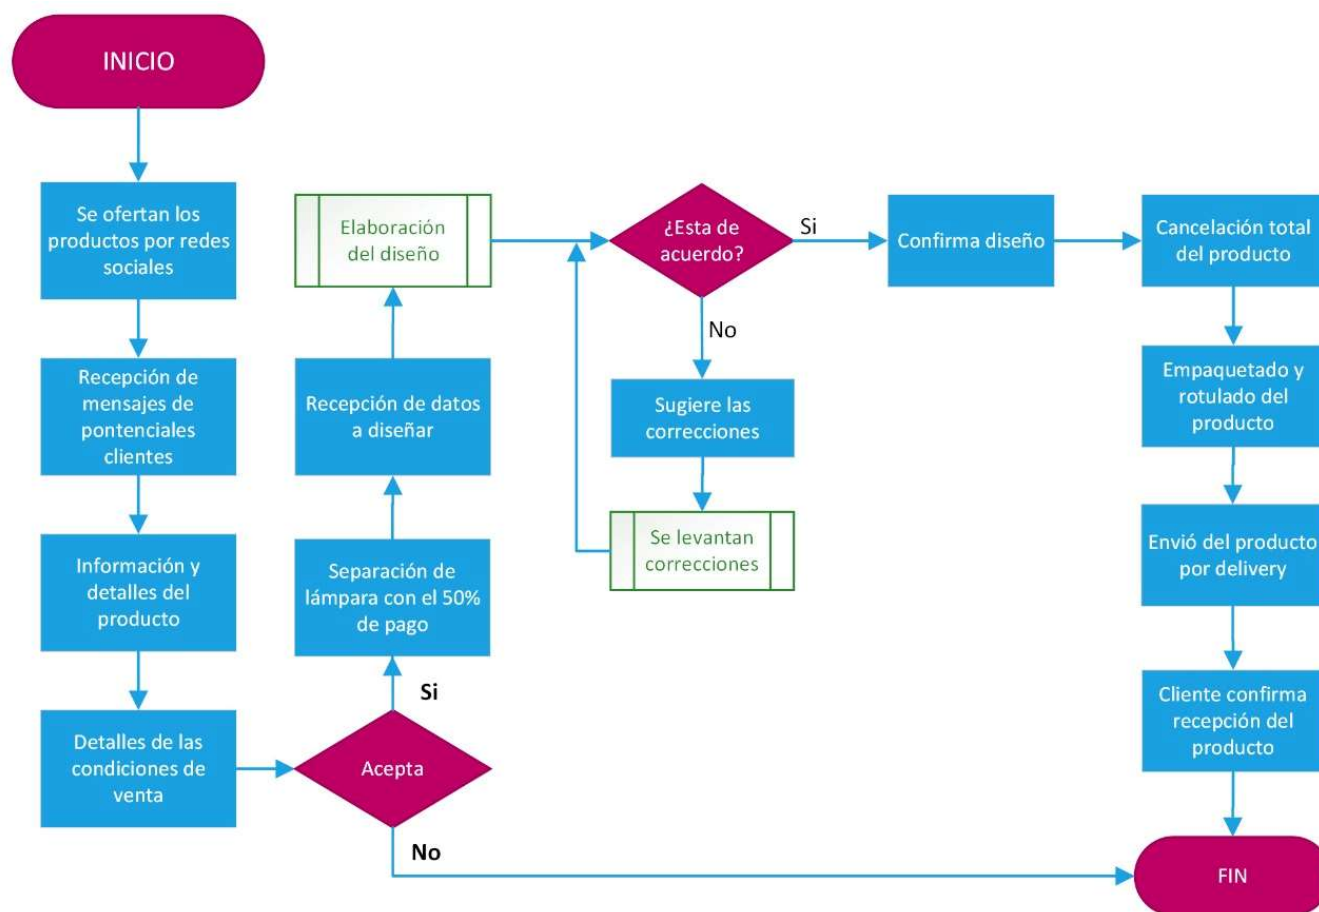 INICIO
Se ofertan los
productos por redes
sociales
Recepción de
mensajes de
pontenciales
clientes
Información y
detalles del
producto
Detalles de las
condiciones de
venta
Acepta
Si
No
Separación de
lámpara con el 50%
de pago
Recepción de datos
a diseñar
Elaboración
del diseño
¿Esta de
acuerdo?
Si
No
Sugiere las
correcciones
Se levantan
correcciones
Confirma diseño
Cancelación total
del producto
Empaquetado y
rotulado del
producto
Envió del producto
por delivery
Cliente confirma
recepción del
producto
FIN